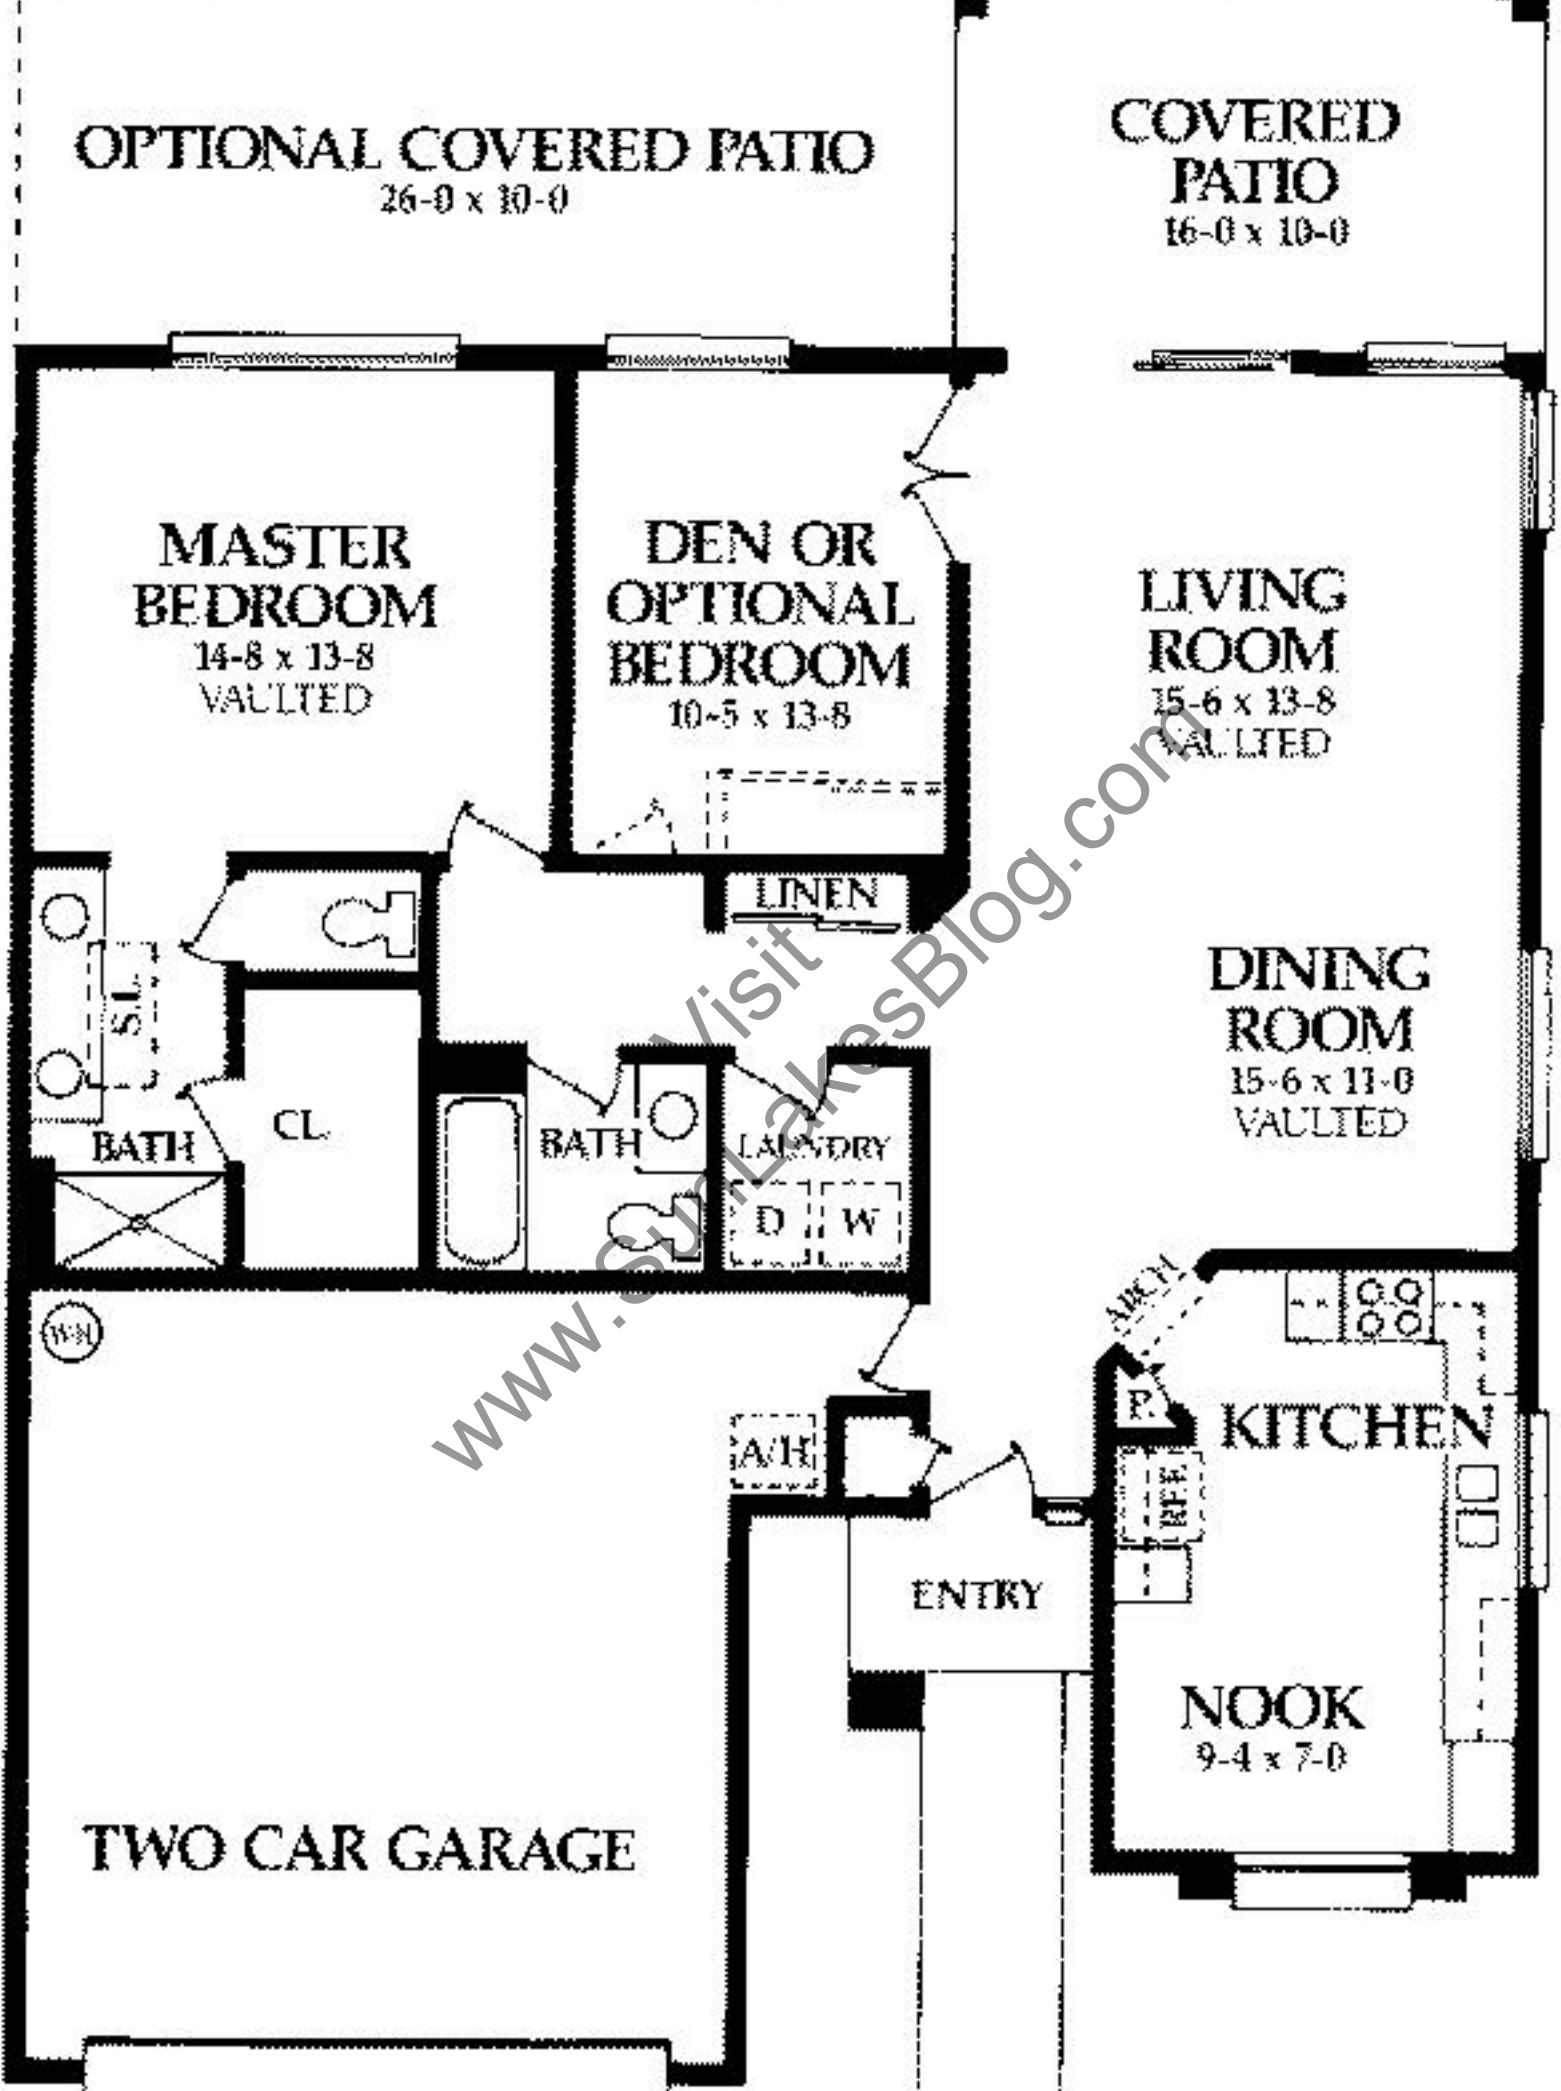 OPTIONAL COVERED PATIO
26-0 x 10-0
COVERED
PATIO
16-0 x 10-0
MASTER
BEDROOM
14-8 x 13-8
VAULTED
DEN OR
OPTIONAL
BEDROOM
10-5 x 13-8
LIVING
ROOM
15-6 x 13-8
VAULTED
LINEN
S.L.
DINING
ROOM
15-6 x 11-0
VAULTED
CL.
BATH
BATH
LAUNDRY
D W
ARCH
WH
P.
KITCHEN
A/H
REF.
ENTRY
NOOK
9-4 x 7-0
TWO CAR GARAGE
Visit
www.SunLakesBlog.com